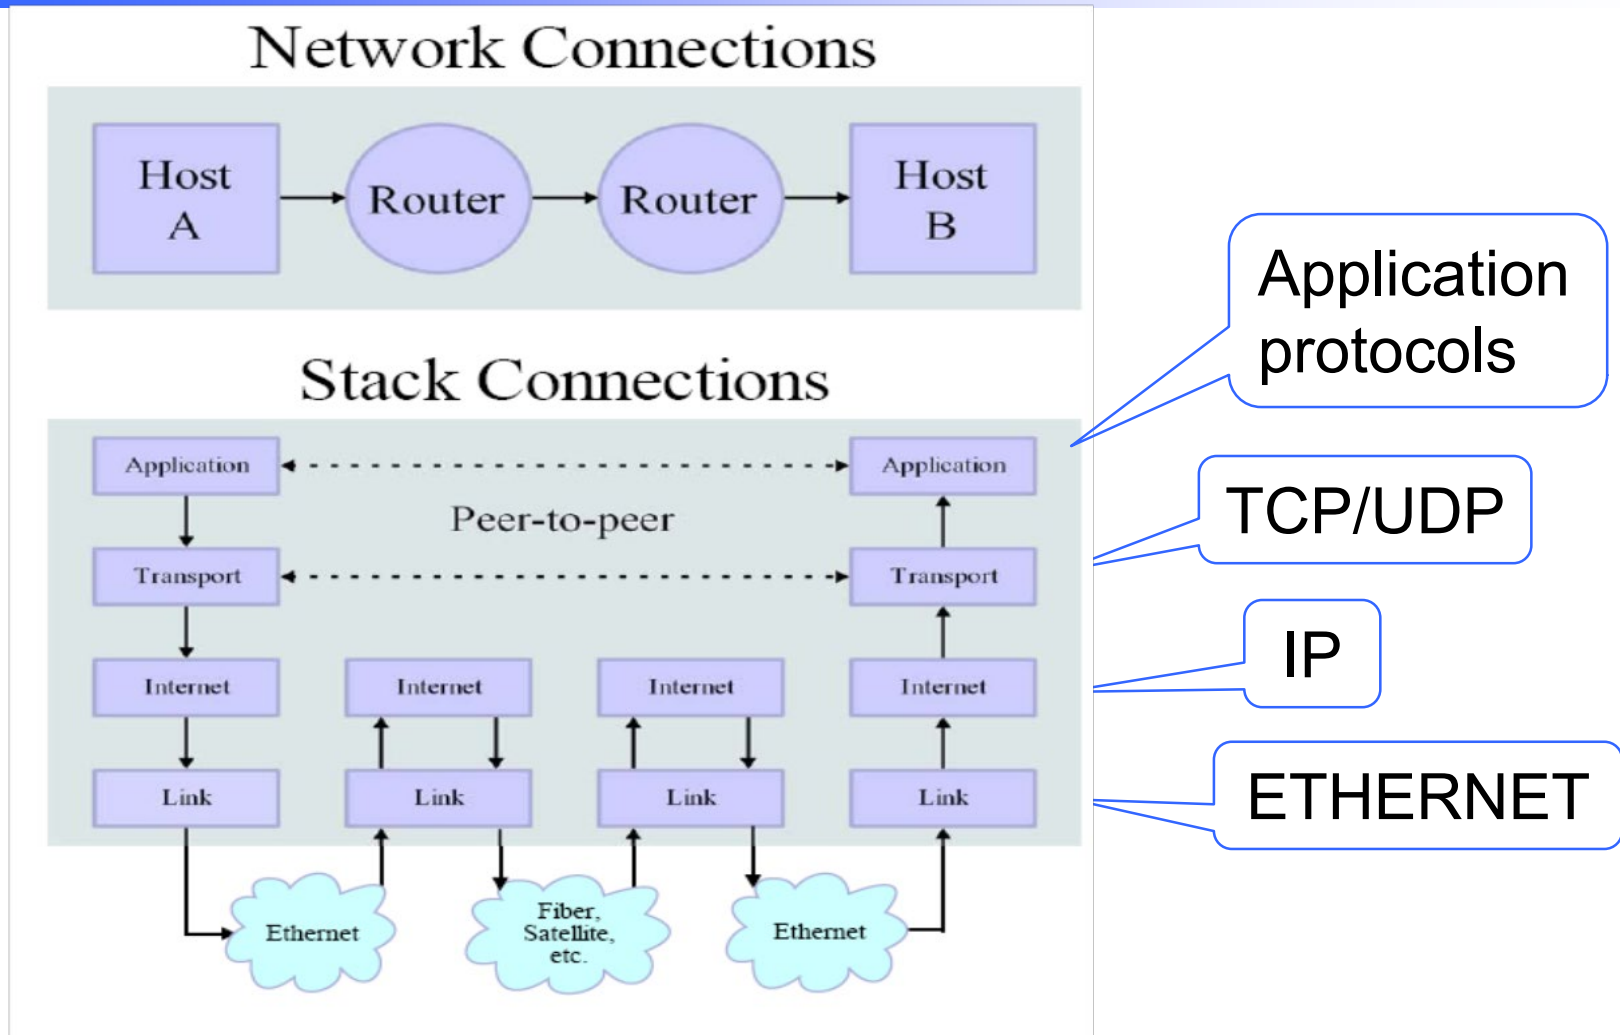 Network Connections
Host
A
Router
Router
Host
B
Application
protocols
Stack Connections
Application
Application
Peer-to-peer
TCP/UDP
Transport
Transport
Internet
Internet
Internet
Internet
IP
Link
Link
Link
Link
ETHERNET
Ethernet
Fiber,
Satellite,
etc.
Ethernet